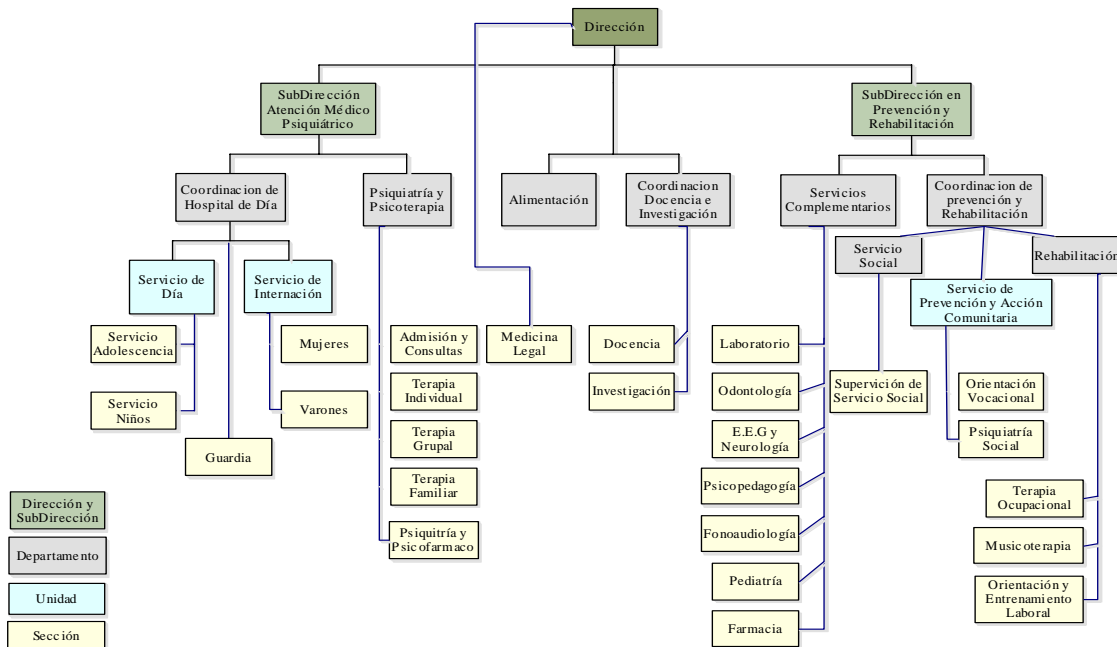 Dirección
SubDirección
Atención Médico
Psiquiátrico
SubDirección en
Prevención y
Rehabilitación
Coordinacion de
Hospital de Día
Psiquiatría y
Psicoterapia
Alimentación
Coordinacion
Docencia e
Investigación
Servicios
Complementarios
Coordinacion de
prevención y
Rehabilitación
Servicio
Social
Rehabilitación
Servicio de
Día
Servicio de
Internación
Servicio de
Prevención y Acción
Comunitaria
Servicio
Adolescencia
Servicio
Niños
Guardia
Mujeres
Varones
Admisión y
Consultas
Terapia
Individual
Terapia
Grupal
Terapia
Familiar
Psiquitría y
Psicofarmaco
Medicina
Legal
Docencia
Investigación
Laboratorio
Odontología
E.E.G y
Neurología
Psicopedagogía
Fonoaudiología
Pediatría
Farmacia
Supervición de
Servicio Social
Orientación
Vocacional
Psiquiatría
Social
Terapia
Ocupacional
Musicoterapia
Orientación y
Entrenamiento
Laboral
Dirección y
SubDirección
Departamento
Unidad
Sección